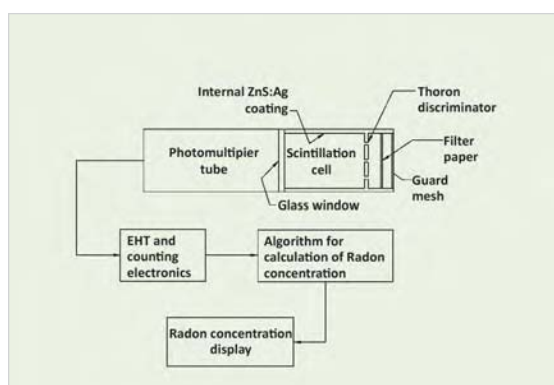 Internal ZnS:Ag
coating
Thoron
discriminator
Photomultipier
tube
Scintillation
cell
Filter
paper
Guard
mesh
Glass window
EHT and
counting
electronics
Algorithm for
calculation of Radon
concentration
Radon concentration
display